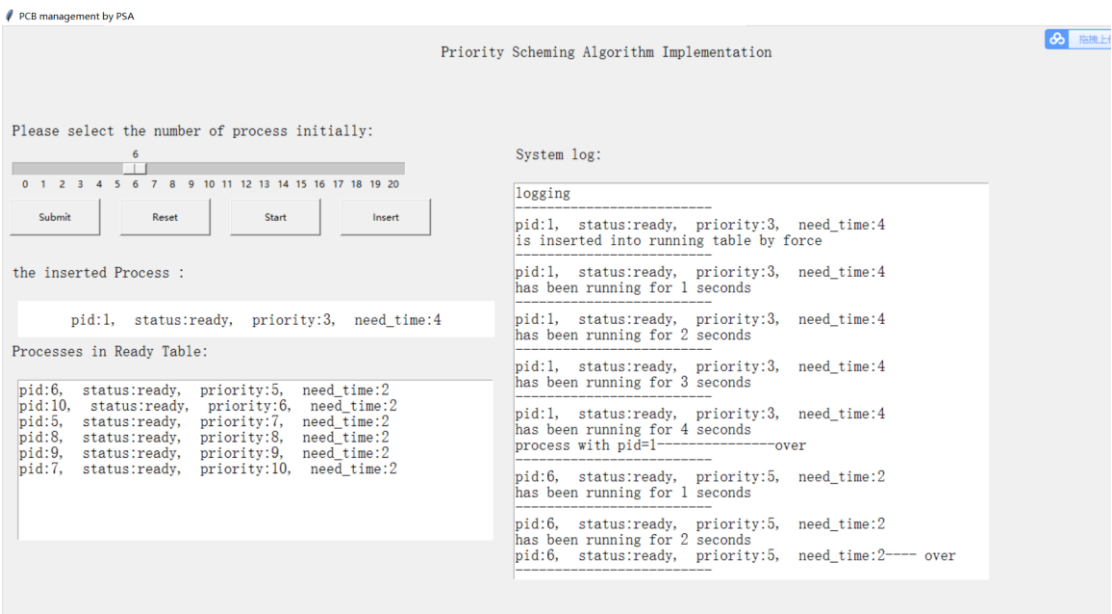 PCB management by PSA
Priority Scheming Algorithm Implementation
拖拽上传
Please select the number of process initially:
6
0 1 2 3 4 5 6 7 8 9 10 11 12 13 14 15 16 17 18 19 20
Submit Reset Start Insert
the inserted Process :
pid:1, status:ready, priority:3, need_time:4
Processes in Ready Table:
pid:6, status:ready, priority:5, need_time:2
pid:10, status:ready, priority:6, need_time:2
pid:5, status:ready, priority:7, need_time:2
pid:8, status:ready, priority:8, need_time:2
pid:9, status:ready, priority:9, need_time:2
pid:7, status:ready, priority:10, need_time:2
System log:
logging
-------------------------
pid:1, status:ready, priority:3, need_time:4
is inserted into running table by force
-------------------------
pid:1, status:ready, priority:3, need_time:4
has been running for 1 seconds
-------------------------
pid:1, status:ready, priority:3, need_time:4
has been running for 2 seconds
-------------------------
pid:1, status:ready, priority:3, need_time:4
has been running for 3 seconds
-------------------------
pid:1, status:ready, priority:3, need_time:4
has been running for 4 seconds
process with pid=1---------------over
-------------------------
pid:6, status:ready, priority:5, need_time:2
has been running for 1 seconds
-------------------------
pid:6, status:ready, priority:5, need_time:2
has been running for 2 seconds
pid:6, status:ready, priority:5, need_time:2---- over
-------------------------